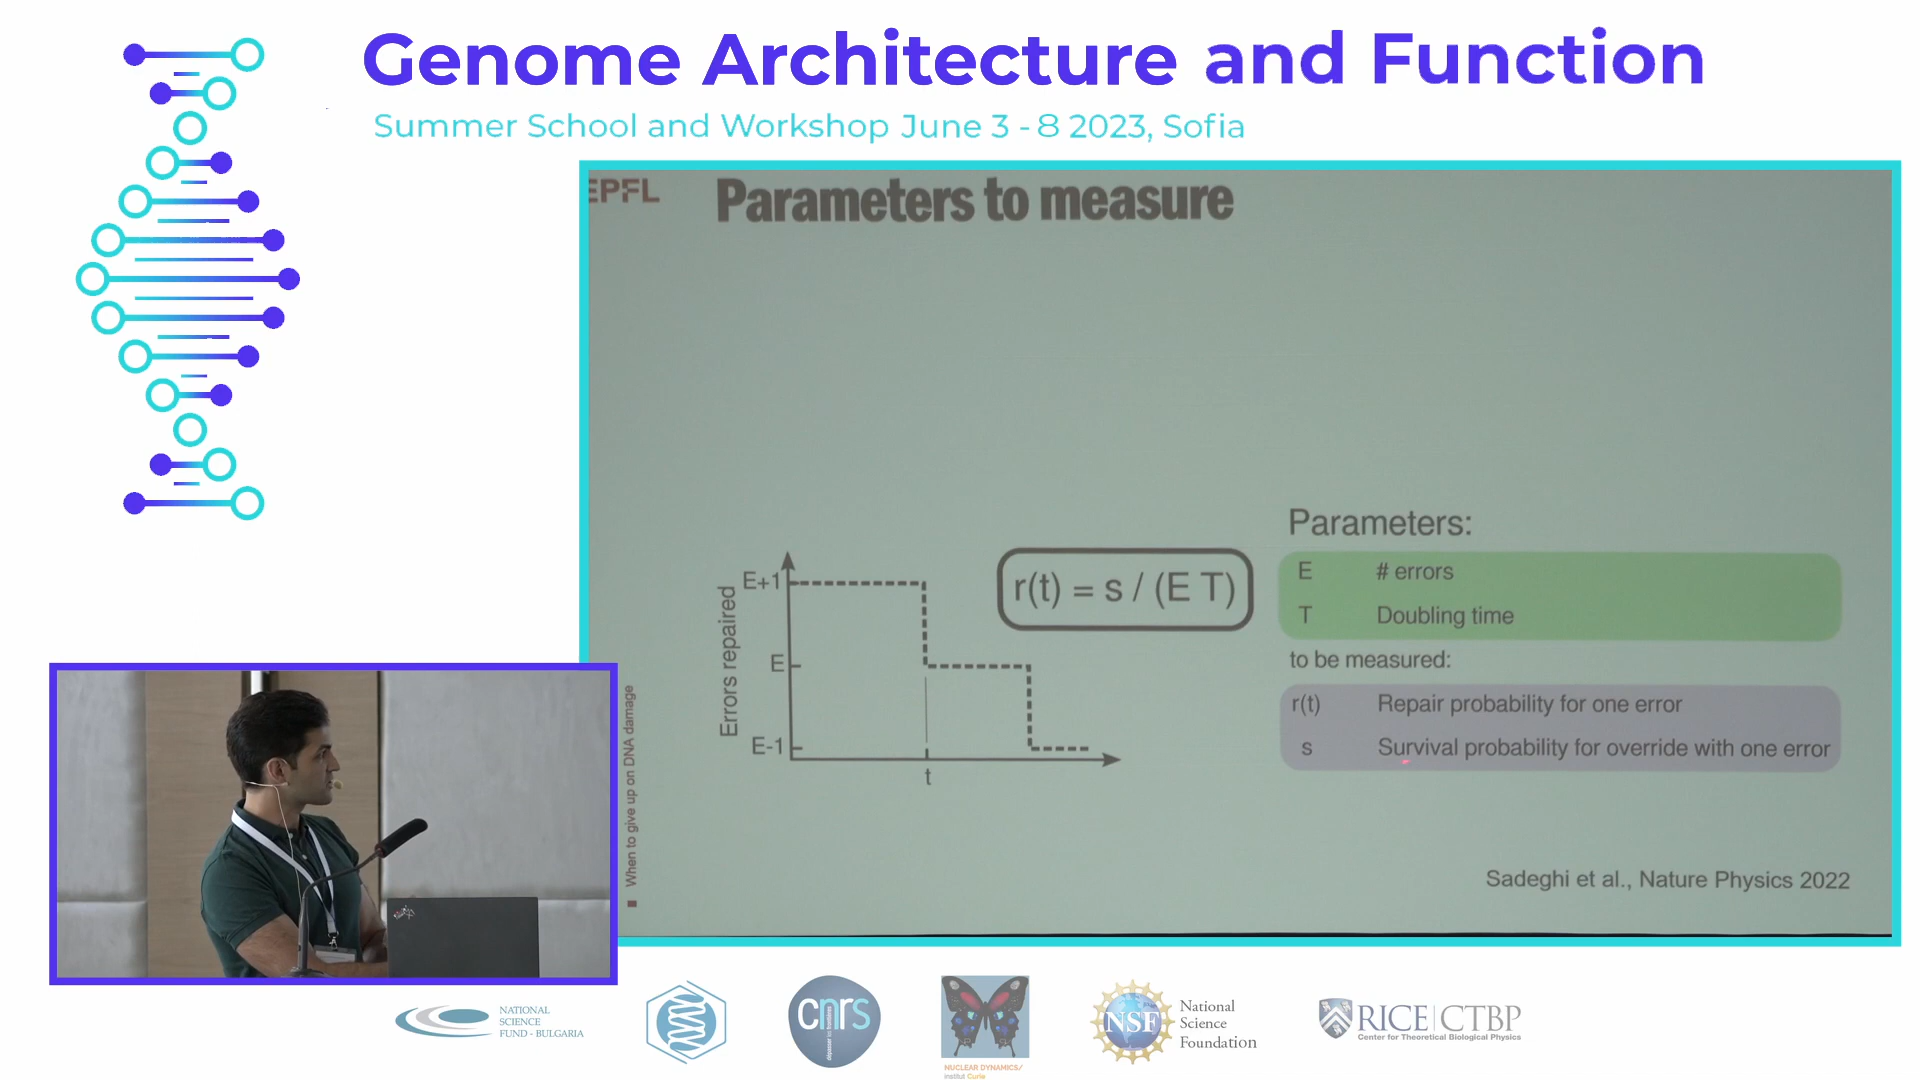 Genome Architecture and Function
Summer School and Workshop June 3 - 8 2023, Sofia
EPFL
Parameters to measure
Errors repaired
E+1
E
E-1
t
r(t) = s / (E T)
Parameters:
E # errors
T Doubling time
to be measured:
r(t) Repair probability for one error
s Survival probability for override with one error
When to give up on DNA damage
Sadeghi et al., Nature Physics 2022
NATIONAL
SCIENCE
FUND - BULGARIA
cnrs
dépasser les frontières
NUCLEAR DYNAMICS/
institut Curie
NSF
National
Science
Foundation
RICE | CTBP
Center for Theoretical Biological Physics